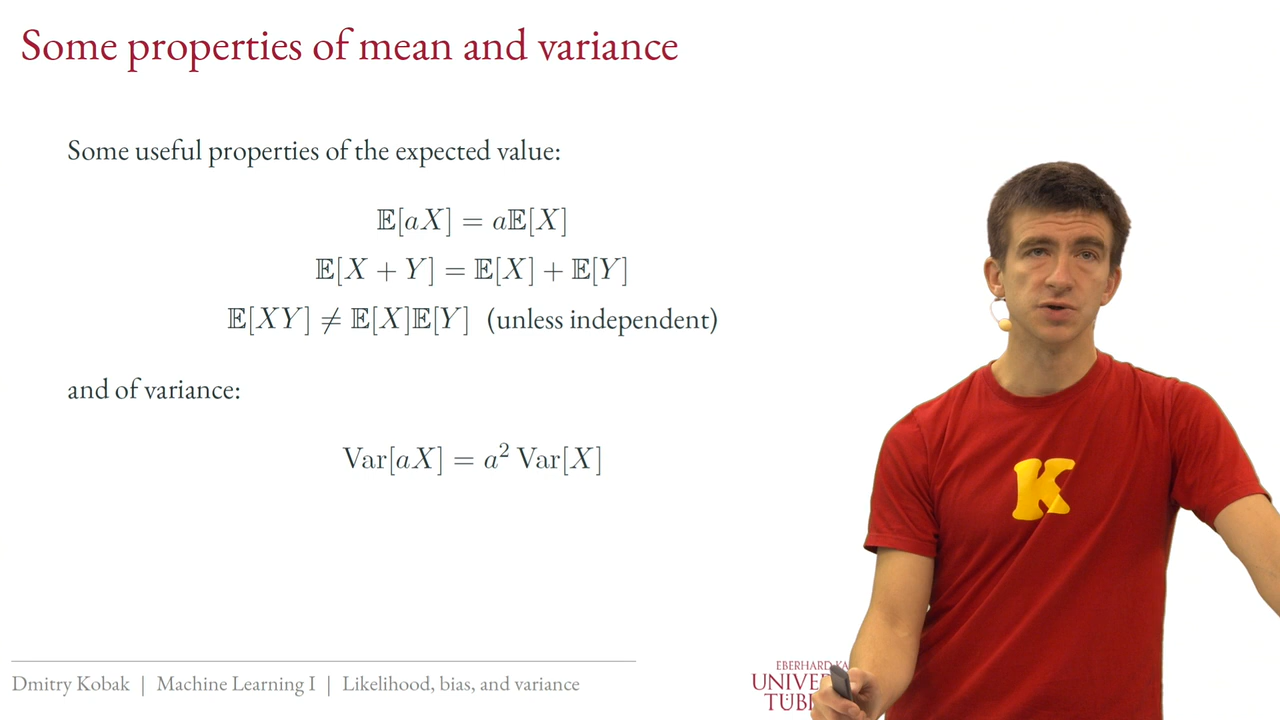 Some properties of mean and variance
Some useful properties of the expected value:
𝔼[aX] = a𝔼[X]
𝔼[X + Y] = 𝔼[X] + 𝔼[Y]
𝔼[XY] ≠ 𝔼[X]𝔼[Y] (unless independent)
and of variance:
Var[aX] = a² Var[X]
K
Dmitry Kobak | Machine Learning I | Likelihood, bias, and variance
EBERHARD